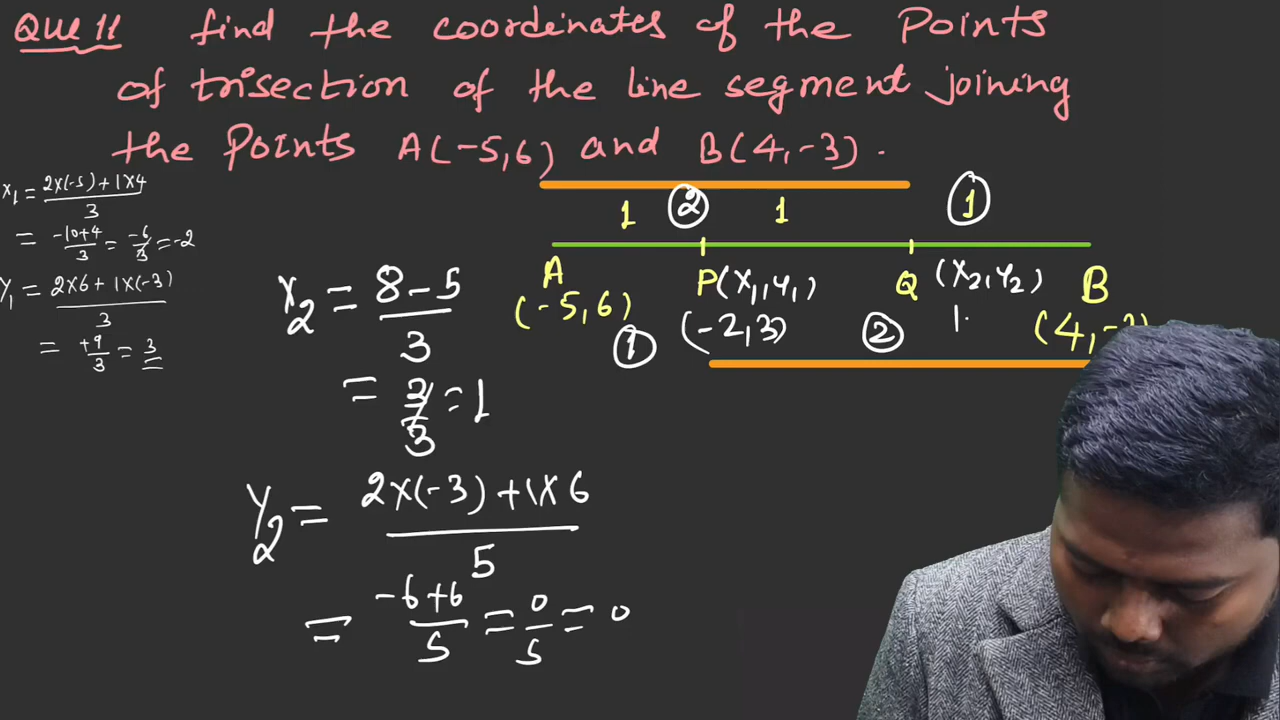 Que 11 find the coordinates of the Points
of trisection of the line segment joining
the Points A(-5,6) and B(4,-3).
X₁ = 2x(-5)+1x4 / 3
= -10+4 / 3 = -6/3 = -2
Y₁ = 2x6+1x(-3) / 3
= +9/3 = 3
1 ② 1 ①
A P(X₁,Y₁) Q (X₂,Y₂) B
(-5,6) (-2,3) 1. (4,-3)
① ②
X₂ = 8-5 / 3
= 3/3 = 1
Y₂ = 2x(-3)+1x6 / 5
= -6+6 / 5 = 0/5 = 0